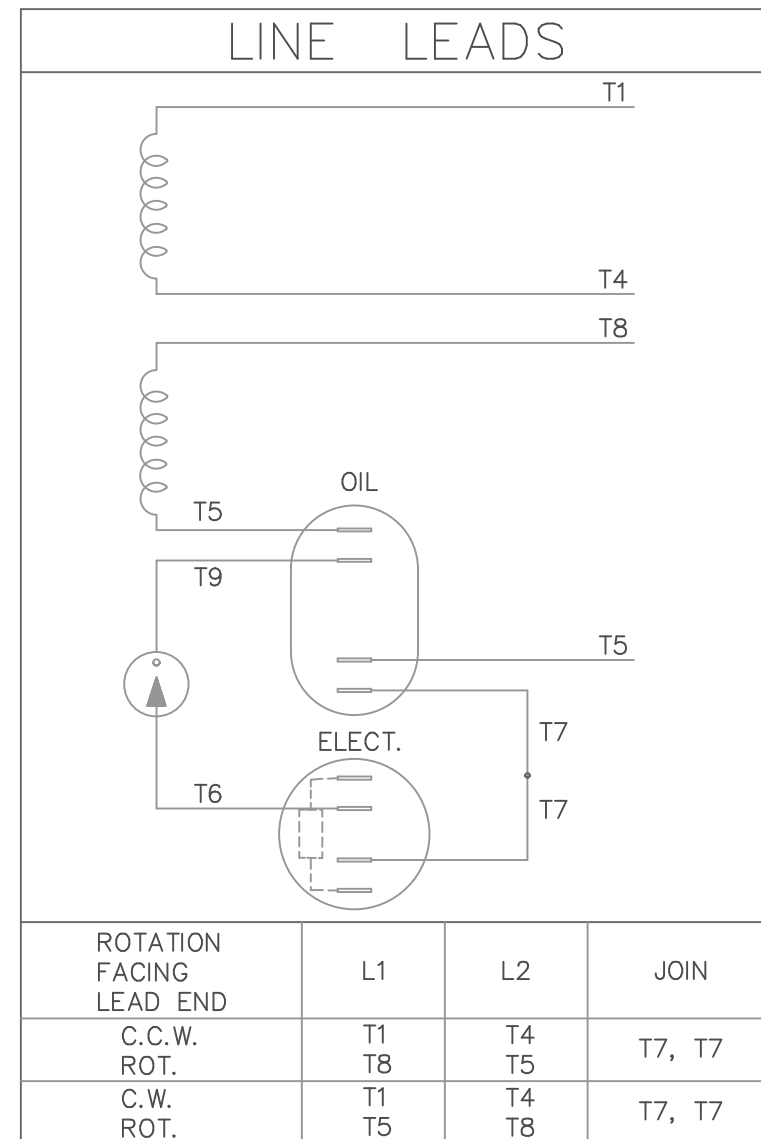 LINE LEADS
T1
T4
T8
OIL
T5
T9
T5
T7
ELECT.
T6
T7
ROTATION
FACING
LEAD END
L1
L2
JOIN
C.C.W.
ROT.
T1
T8
T4
T5
T7, T7
C.W.
ROT.
T1
T5
T4
T8
T7, T7